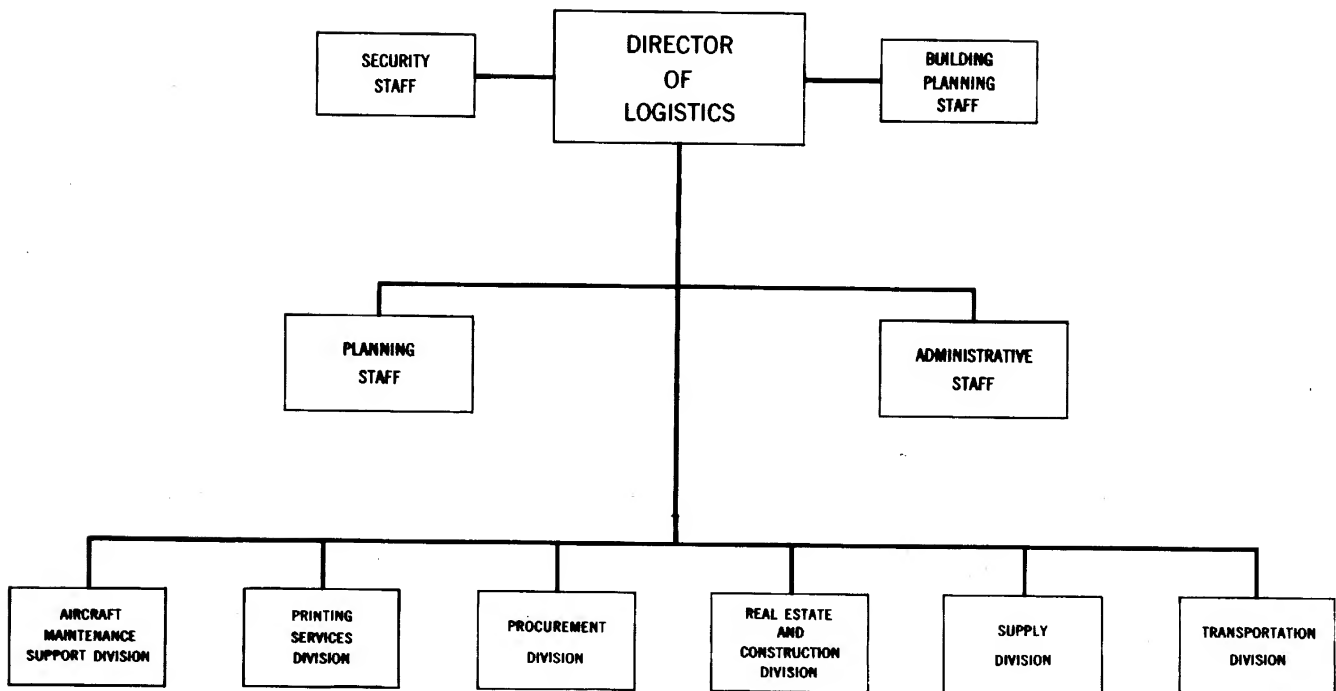 SECURITY
STAFF
DIRECTOR
OF
LOGISTICS
BUILDING
PLANNING
STAFF
PLANNING
STAFF
ADMINISTRATIVE
STAFF
AIRCRAFT
MAINTENANCE
SUPPORT DIVISION
PRINTING
SERVICES
DIVISION
PROCUREMENT
DIVISION
REAL ESTATE
AND
CONSTRUCTION
DIVISION
SUPPLY
DIVISION
TRANSPORTATION
DIVISION